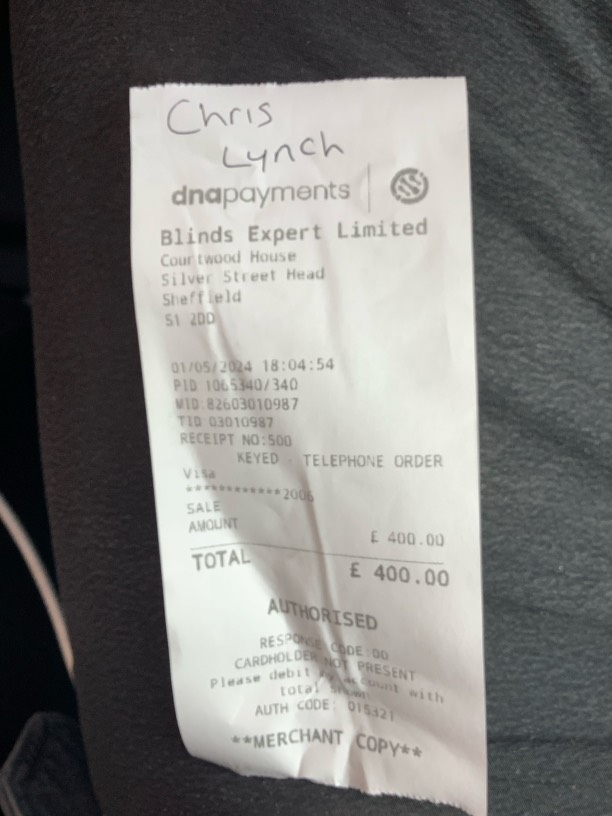 Chris
Lynch
dnapayments
Blinds Expert Limited
Courtwood House
Silver Street Head
Sheffield
S1 2DD
01/05/2024 18:04:54
PID 1065340/340
MID:82603010987
TID 03010987
RECEIPT NO:500
KEYED - TELEPHONE ORDER
Visa
************2006
SALE
AMOUNT
£ 400.00
TOTAL
£ 400.00
AUTHORISED
RESPONSE CODE:00
CARDHOLDER NOT PRESENT
Please debit my account with
total
AUTH CODE: 015321
**MERCHANT COPY**